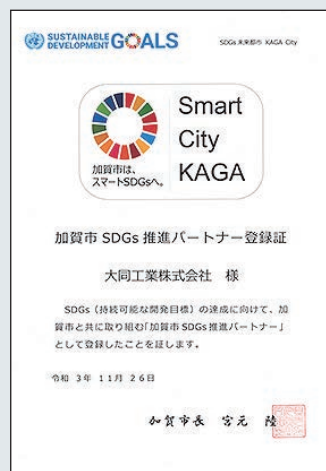 SUSTAINABLE
DEVELOPMENT GOALS
SDGs 未来都市 KAGA City
Smart
City
KAGA
加賀市は、
スマートSDGsへ。
加賀市 SDGs 推進パートナー登録証
大同工業株式会社 様
SDGs（持続可能な開発目標）の達成に向けて、加
賀市と共に取り組む「加賀市 SDGs 推進パートナー」
として登録したことを証します。
令和 3年 11月 26日
加賀市長 宮元 陸